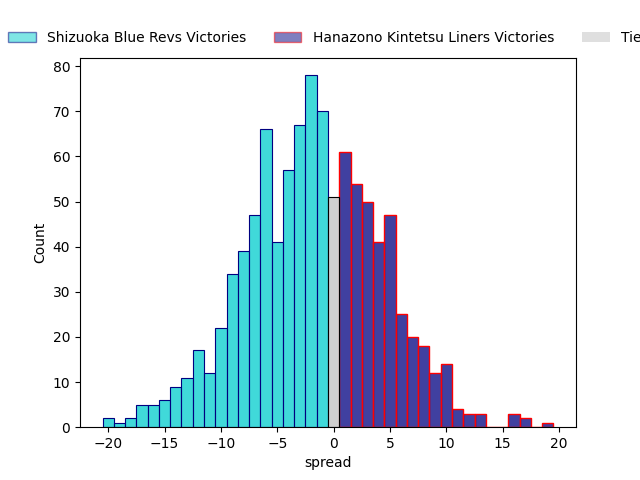 Shizuoka Blue Revs Victories Hanazono Kintetsu Liners Victories Tie
80
70
60
50
40
30
20
10
0
Count
−20 −15 −10 −5 0 5 10 15 20
spread